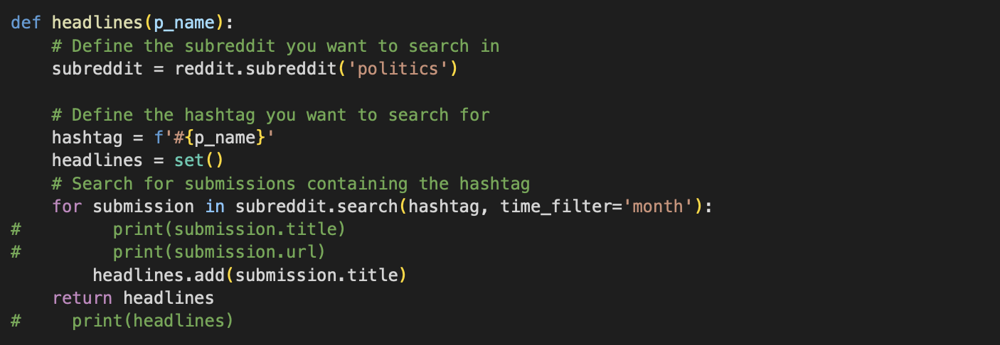 def headlines(p_name):
    # Define the subreddit you want to search in
    subreddit = reddit.subreddit('politics')

    # Define the hashtag you want to search for
    hashtag = f'#{p_name}'
    headlines = set()
    # Search for submissions containing the hashtag
    for submission in subreddit.search(hashtag, time_filter='month'):
#         print(submission.title)
#         print(submission.url)
        headlines.add(submission.title)
    return headlines
#     print(headlines)